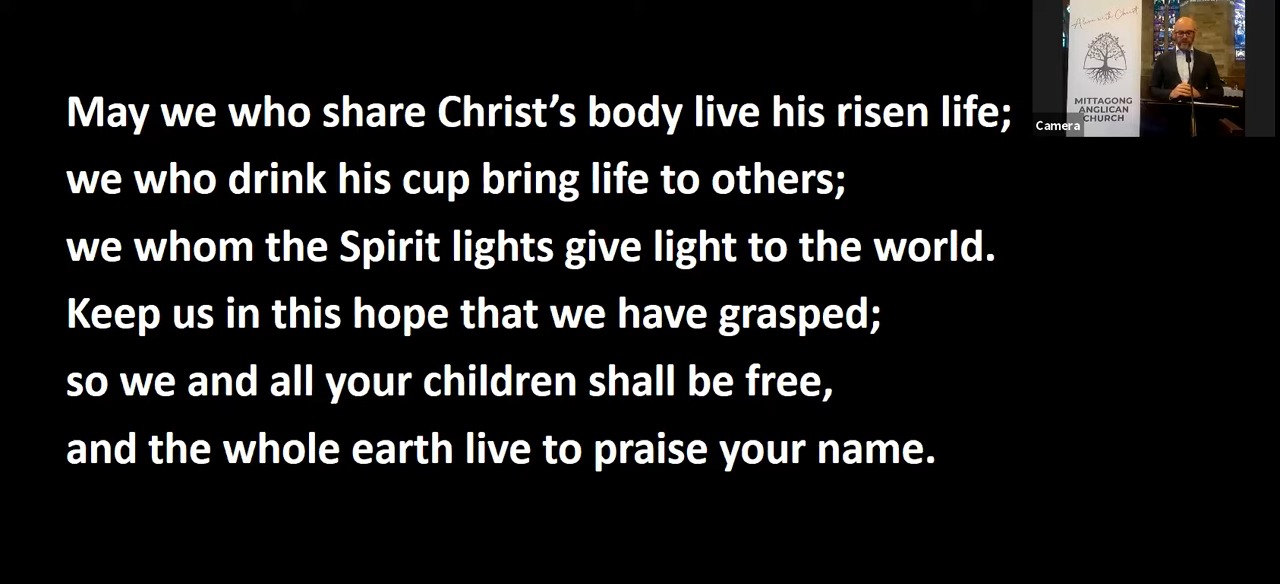 May we who share Christ’s body live his risen life;
we who drink his cup bring life to others;
we whom the Spirit lights give light to the world.
Keep us in this hope that we have grasped;
so we and all your children shall be free,
and the whole earth live to praise your name.
Alive with Christ
MITTAGONG
ANGLICAN
CHURCH
Camera